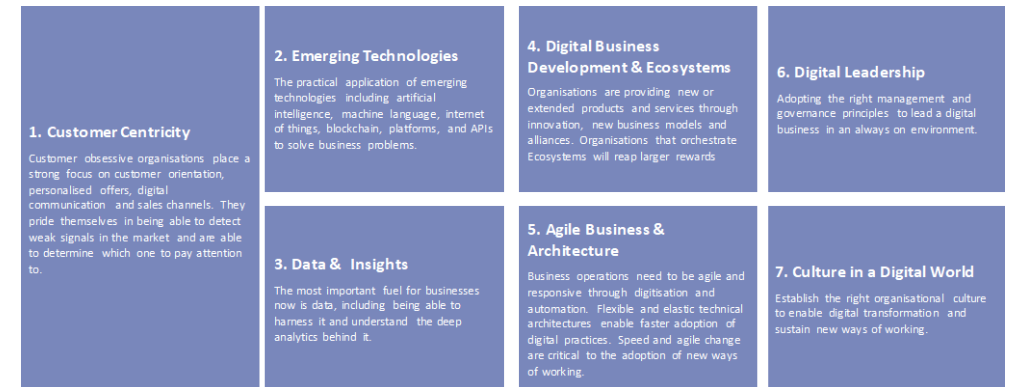 1. Customer Centricity
Customer obsessive organisations place a
strong focus on customer orientation,
personalised offers, digital
communication and sales channels. They
pride themselves in being able to detect
weak signals in the market and are able
to determine which one to pay attention
to.
2. Emerging Technologies
The practical application of emerging
technologies including artificial
intelligence, machine language, internet
of things, blockchain, platforms, and APIs
to solve business problems.
3. Data & Insights
The most important fuel for businesses
now is data, including being able to
harness it and understand the deep
analytics behind it.
4. Digital Business
Development & Ecosystems
Organisations are providing new or
extended products and services through
innovation, new business models and
alliances. Organisations that orchestrate
Ecosystems will reap larger rewards
5. Agile Business &
Architecture
Business operations need to be agile and
responsive through digitisation and
automation. Flexible and elastic technical
architectures enable faster adoption of
digital practices. Speed and agile change
are critical to the adoption of new ways
of working.
6. Digital Leadership
Adopting the right management and
governance principles to lead a digital
business in an always on environment.
7. Culture in a Digital World
Establish the right organisational culture
to enable digital transformation and
sustain new ways of working.